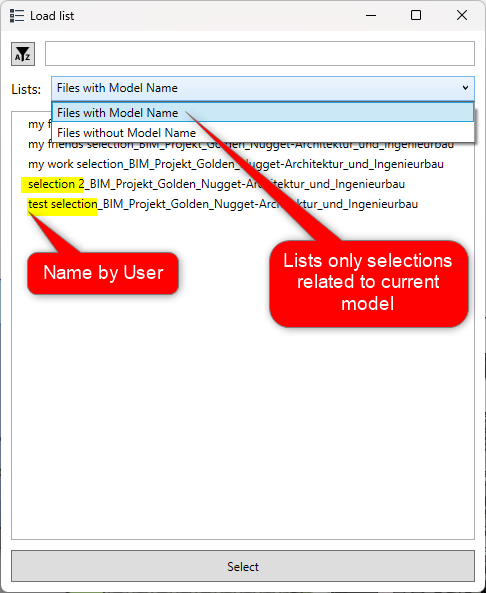 Load list
A Z
Lists: Files with Model Name
Files with Model Name
Files without Model Name
my f
my friends selection_BIM_Projekt_Golden_Nugget-Architektur_und_Ingenieurbau
my work selection_BIM_Projekt_Golden_Nugget-Architektur_und_Ingenieurbau
selection 2_BIM_Projekt_Golden_Nugget-Architektur_und_Ingenieurbau
test selection_BIM_Projekt_Golden_Nugget-Architektur_und_Ingenieurbau
Name by User
Lists only selections
related to current
model
Select